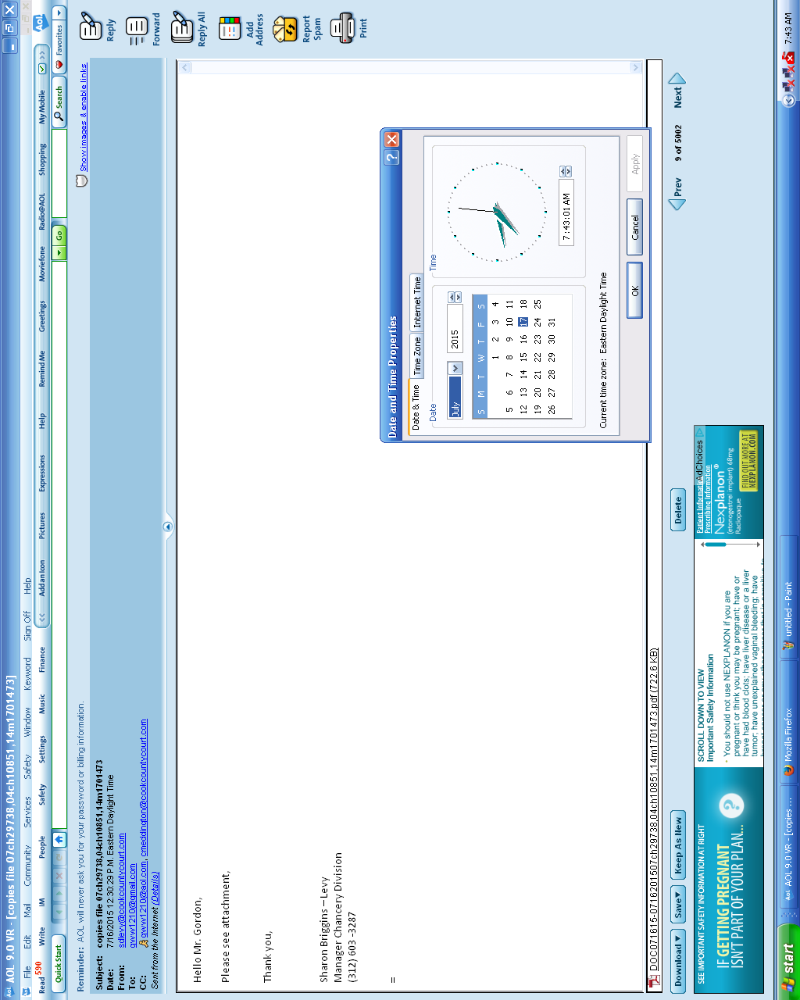 AOL 9.0 VR - [copies file 07ch29738,04ch10851,14m1701473]
File Edit Mail Community Services Safety Window Keyword Sign Off Help
Read 590 Write IM People Safety Settings Music Finance Add an Icon Pictures Expressions Help Remind Me Greetings Moviefone Radio@AOL Shopping My Mobile
Aol
Quick Start Go Search Favorites
Reminder: AOL will never ask you for your password or billing information.
Show images & enable links
Subject: copies file 07ch29738,04ch10851,14m1701473
Date: 7/16/2015 12:30:29 P.M. Eastern Daylight Time
From: sdlevy@cookcountycourt.com
To: gww1210@gmail.com
CC: gww1210@aol.com, cmeddington@cookcountycourt.com
Sent from the Internet (Details)
Reply
Forward
Reply All
Add Address
Report Spam
Print
Hello Mr. Gordon,
Please see attachment,
Thank you,
Sharon Briggins – Levy
Manager Chancery Division
(312) 603 –3287
=
Date and Time Properties
Date & Time Time Zone Internet Time
Date
July 2015
S M T W T F S
1 2 3 4
5 6 7 8 9 10 11
12 13 14 15 16 17 18
19 20 21 22 23 24 25
26 27 28 29 30 31
Time
7:43:01 AM
Current time zone: Eastern Daylight Time
OK Cancel Apply
DOC071615-0716201507ch29738,04ch10851,14m1701473.pdf (722.6 KB)
Download Save Keep As New Delete Prev 9 of 5002 Next
SEE IMPORTANT SAFETY INFORMATION AT RIGHT
IF GETTING PREGNANT
ISN'T PART OF YOUR PLAN...
?
SCROLL DOWN TO VIEW
Important Safety Information
• You should not use NEXPLANON if you are
pregnant or think you may be pregnant; have or
have had blood clots; have liver disease or a liver
tumor; have unexplained vaginal bleeding; have
Patient Informati AdChoices
Prescribing Information
Nexplanon®
(etonogestrel implant) 68mg
Radiopaque
FIND OUT MORE AT
NEXPLANON.COM
start AOL 9.0 VR - [copies ... Mozilla Firefox untitled - Paint 7:43 AM